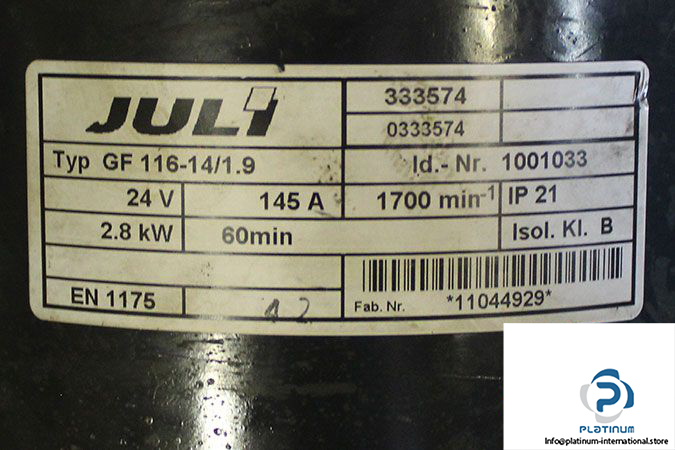 JULI
333574
0333574
Typ GF 116-14/1.9 Id.- Nr. 1001033
24 V 145 A 1700 min-1 IP 21
2.8 kW 60min Isol. Kl. B
EN 1175 12 Fab. Nr. *11044929*
PLATINUM
Info@platinum-international.store